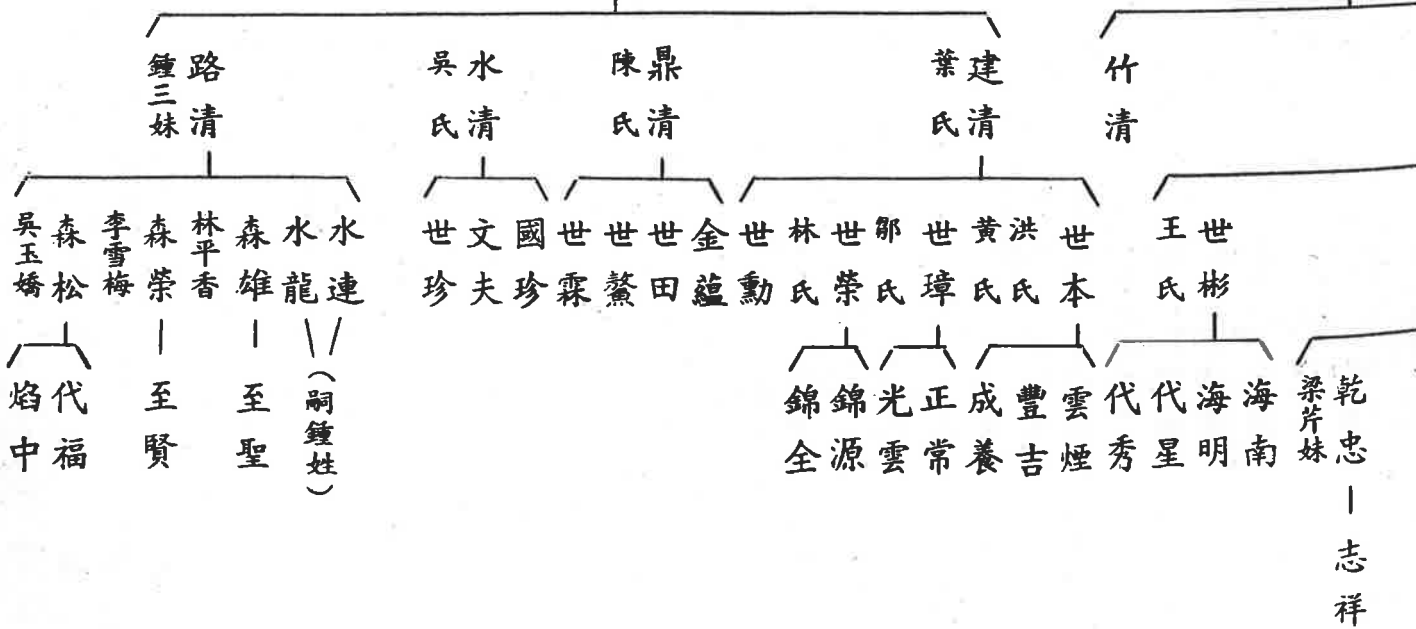 竹清
建清
葉氏
鼎清
陳氏
水清
吳氏
路清
鍾三妹
世彬
王氏
世本
洪氏
黃氏
世璋
鄒氏
世榮
林氏
世勳
金蘊
世田
世鰲
世霖
國珍
文夫
世珍
水連
水龍
森雄
林平香
森榮
李雪梅
森松
吳玉嬌
乾忠
志祥
梁芹妹
海南
海明
代星
代秀
雲煙
豐吉
成養
正常
光雲
錦源
錦全
（嗣鍾姓）
至聖
至賢
代福
焰中